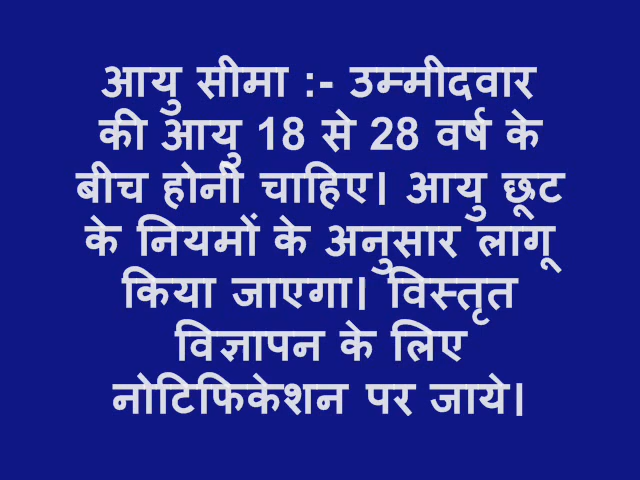 आयु सीमा :- उम्मीदवार
की आयु 18 से 28 वर्ष के
बीच होनी चाहिए। आयु छूट
के नियमों के अनुसार लागू
किया जाएगा। विस्तृत
विज्ञापन के लिए
नोटिफिकेशन पर जाये।